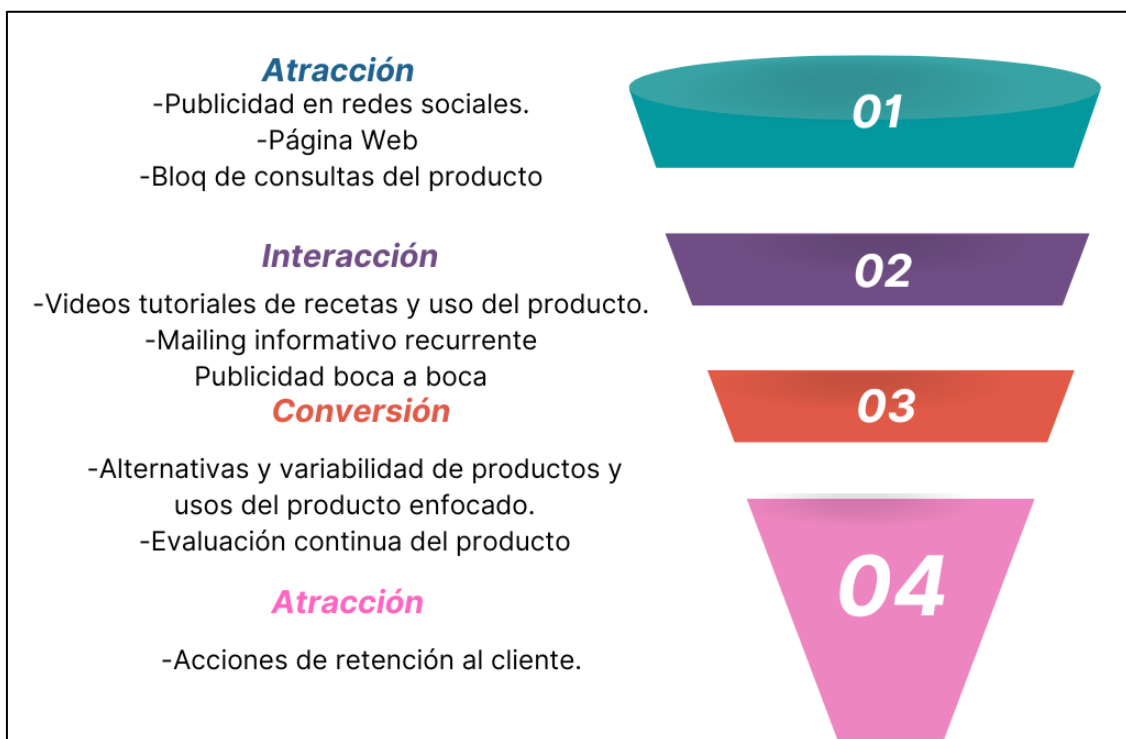 Atracción
-Publicidad en redes sociales.
-Página Web
-Bloq de consultas del producto
01
Interacción
-Videos tutoriales de recetas y uso del producto.
-Mailing informativo recurrente
Publicidad boca a boca
02
Conversión
-Alternativas y variabilidad de productos y
usos del producto enfocado.
-Evaluación continua del producto
03
Atracción
-Acciones de retención al cliente.
04